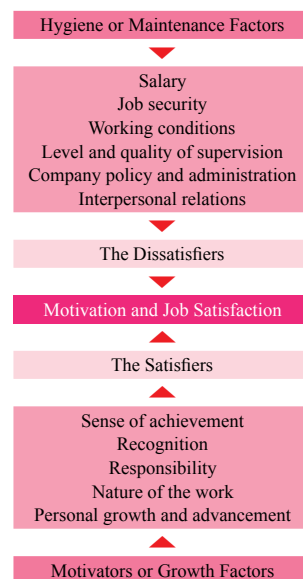 Hygiene or Maintenance Factors
Salary
Job security
Working conditions
Level and quality of supervision
Company policy and administration
Interpersonal relations
The Dissatisfiers
Motivation and Job Satisfaction
The Satisfiers
Sense of achievement
Recognition
Responsibility
Nature of the work
Personal growth and advancement
Motivators or Growth Factors